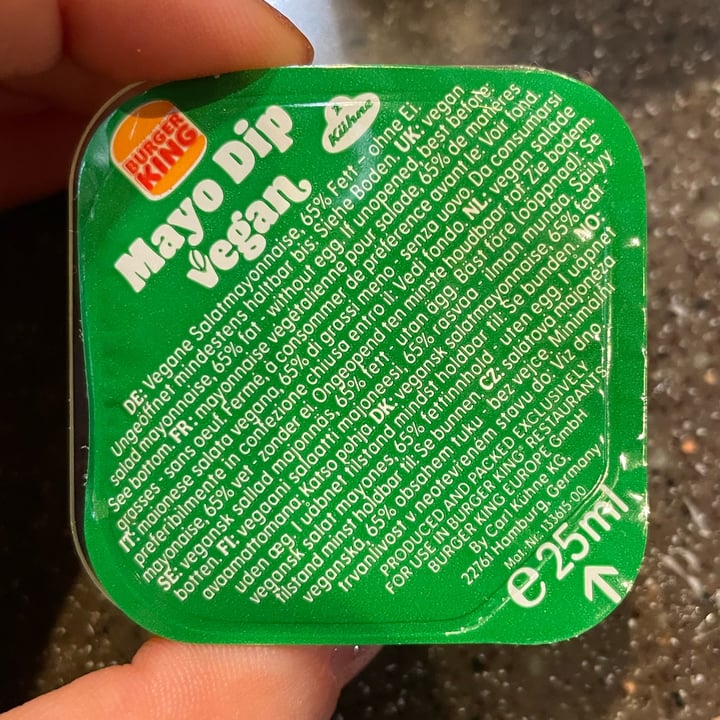 BURGER
KING
Mayo Dip
vegan
Kühne
DE: Vegane Salatmayonnaise, 65% Fett - ohne Ei.
Ungeöffnet mindestens haltbar bis: Siehe Boden. UK: vegan
salad mayonnaise, 65% fat - without egg. If unopened, best before:
See bottom. FR: mayonnaise végétalienne pour salade, 65% de matières
grasses - sans oeuf. Fermé, à consommer de préférence avant le: Voir fond.
IT: maionese salata vegana, 65% di grassi meno - senza uovo. Da consumarsi
preferibilmente in confezione chiusa entro il: Vedi fondo. NL: vegan salade
mayonaise, 65% vet - zonder ei. Ongeopend ten minste houdbaar tot: Zie bodem.
SE: vegansk sallad majonnäs, 65% fett - utan ägg. Bäst före (oöppnad): Se
botten. FI: vegaani salaatti majoneesi, 65% rasvaa - ilman munaa. Säilyy
avaamattomana: Katso pohja. DK: vegansk salatmayonnaise, 65% fedt -
uden æg. I uåbnet tilstand mindst holdbar til: Se bunden. NO:
vegansk salat mayones, 65% fettinnhold - uten egg. I uåpnet
tilstand minst holdbar til: Se bunnen. CZ: salátová majonéza
veganská, 65% obsahem tuku - bez vejce. Minimální
trvanlivost v neotevřeném stavu do: Viz dno.
PRODUCED AND PACKED EXCLUSIVELY
FOR USE IN BURGER KING® RESTAURANTS
BURGER KING EUROPE GmbH
By Carl Kühne KG,
22761 Hamburg, Germany
Mat. Nr.: 133615.00
e 25ml